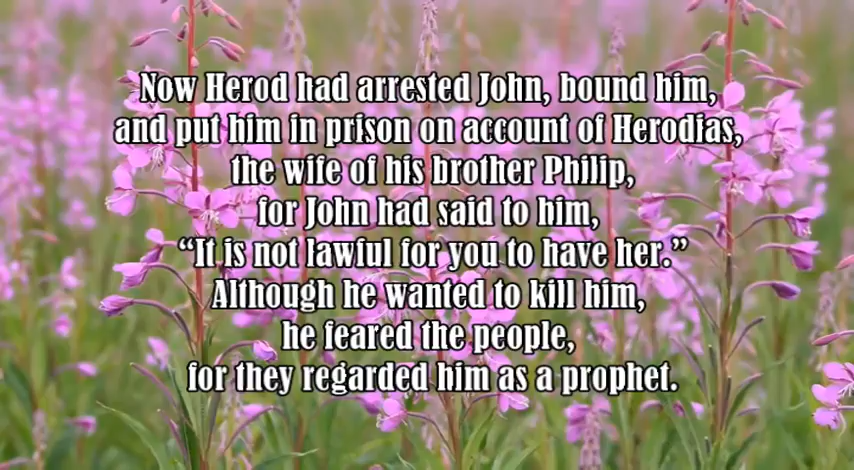 Now Herod had arrested John, bound him,
and put him in prison on account of Herodias,
the wife of his brother Philip,
for John had said to him,
“It is not lawful for you to have her.”
Although he wanted to kill him,
he feared the people,
for they regarded him as a prophet.